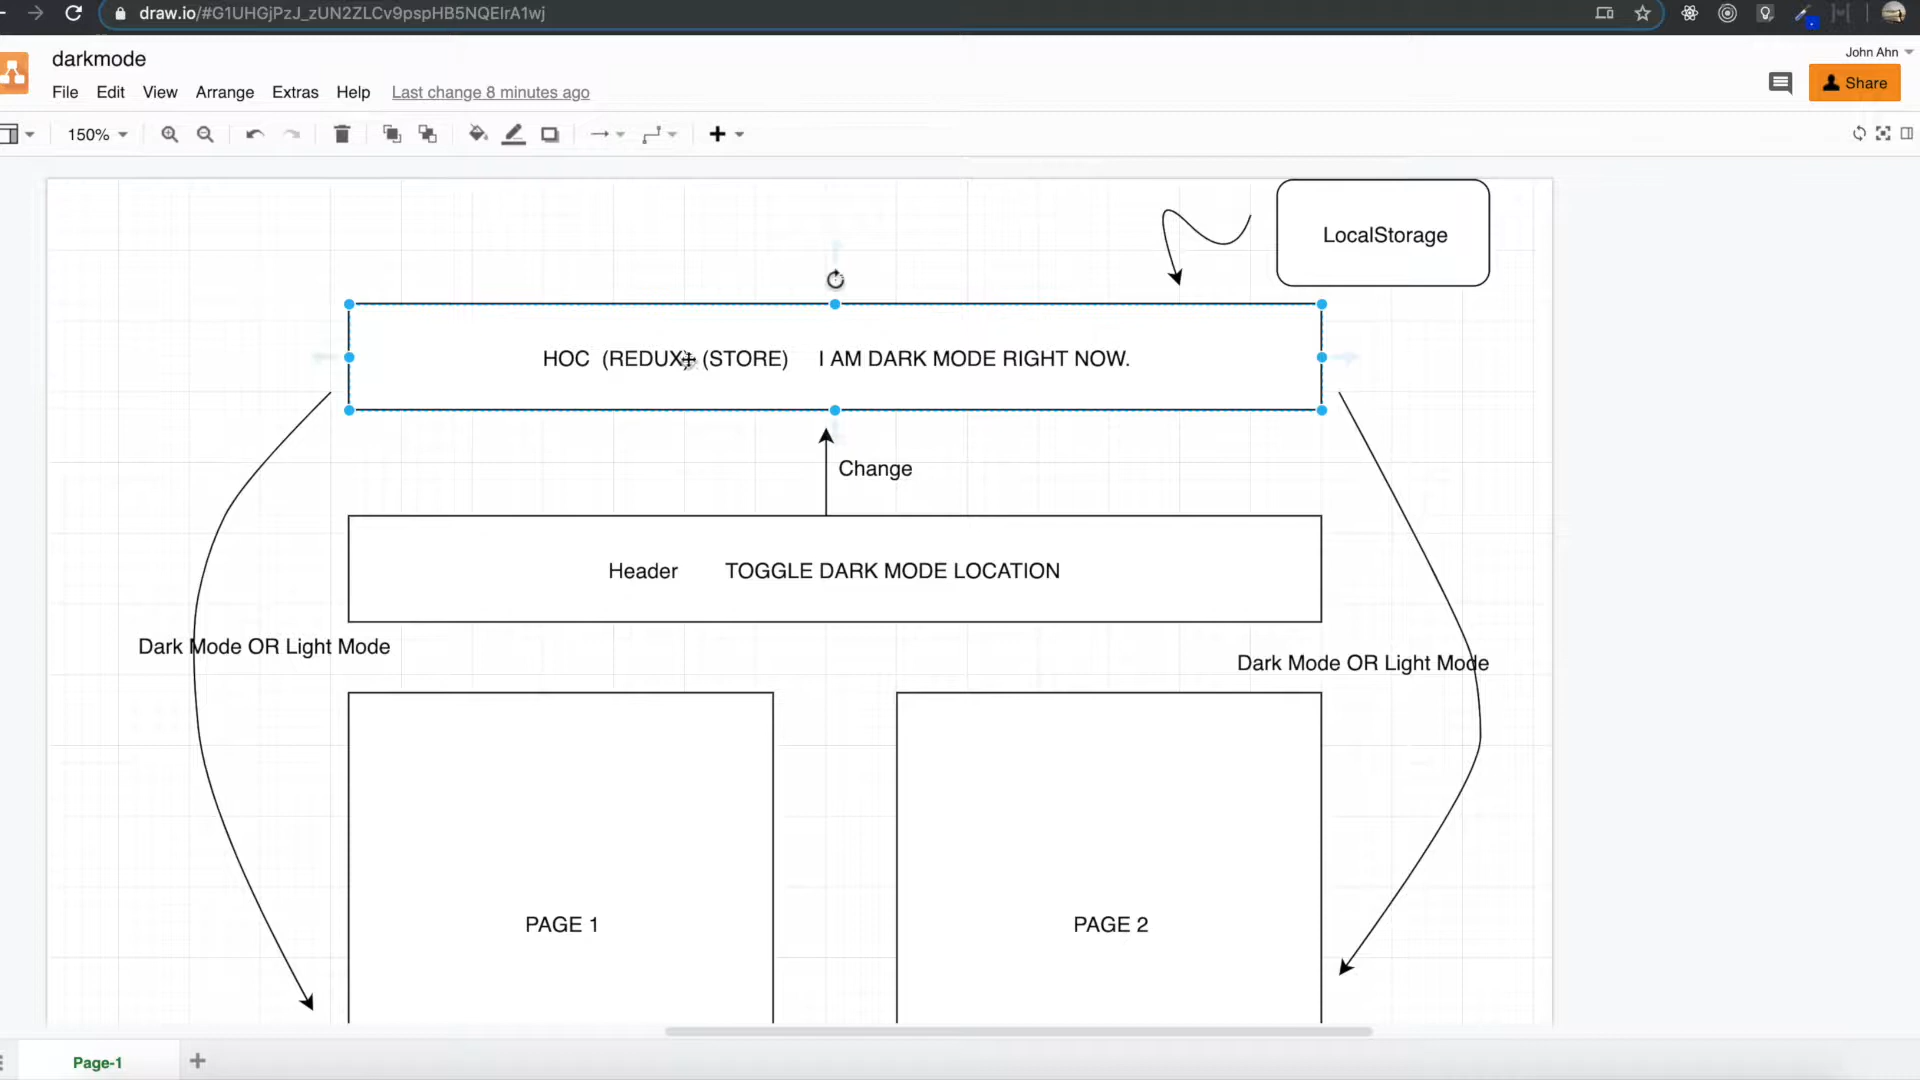 draw.io/#G1UHGjPzJ_zUN2ZLCv9pspHB5NQEIrA1wj
darkmode
John Ahn
File Edit View Arrange Extras Help Last change 8 minutes ago
Share
150%
LocalStorage
HOC (REDUX) (STORE) I AM DARK MODE RIGHT NOW.
Change
Header TOGGLE DARK MODE LOCATION
Dark Mode OR Light Mode
Dark Mode OR Light Mode
PAGE 1
PAGE 2
Page-1